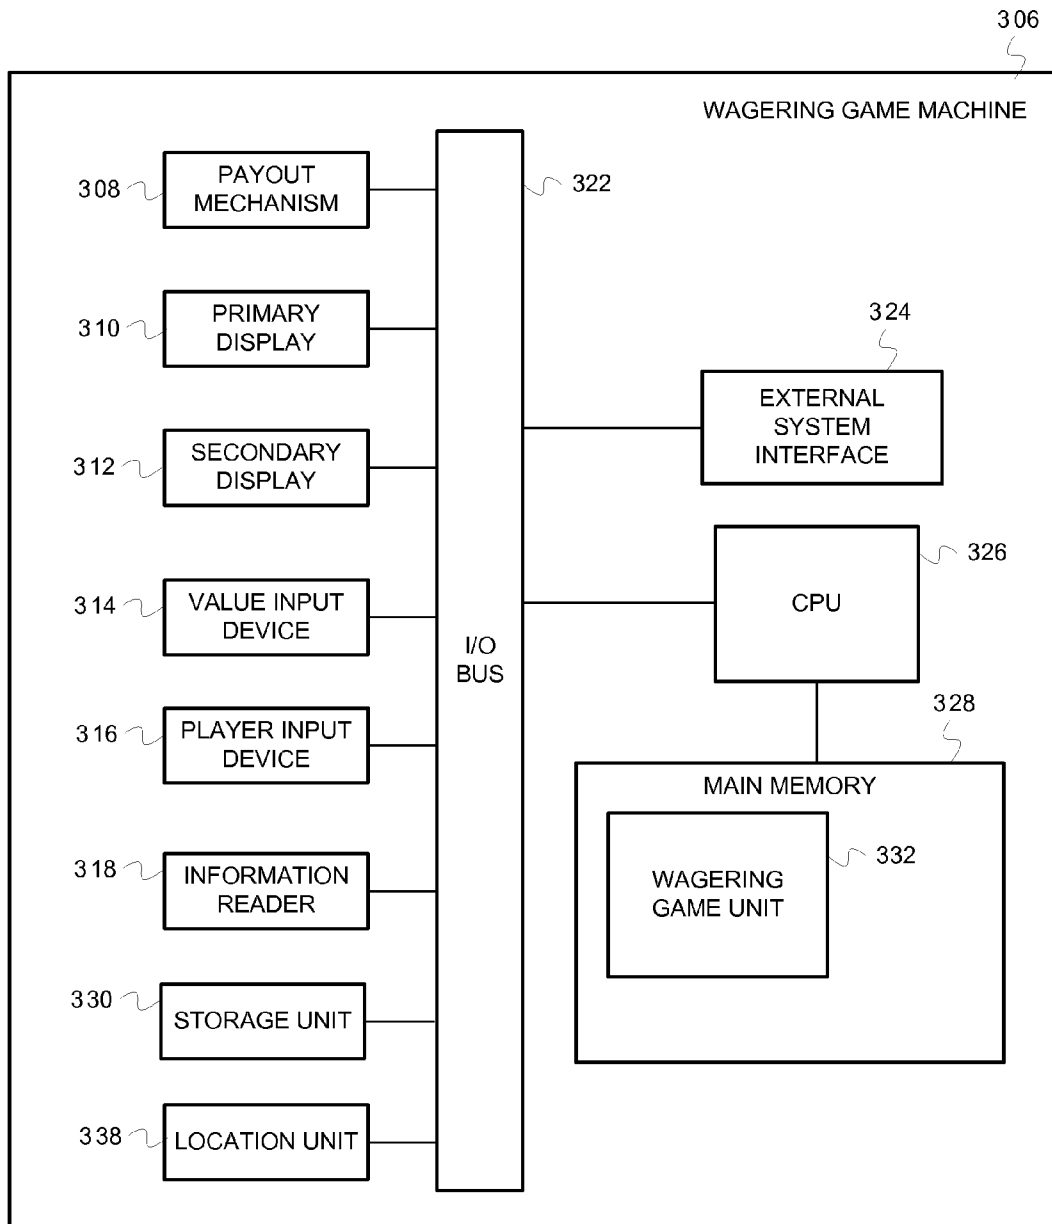 306
WAGERING GAME MACHINE
308
PAYOUT
MECHANISM
322
310
PRIMARY
DISPLAY
324
EXTERNAL
SYSTEM
INTERFACE
312
SECONDARY
DISPLAY
326
CPU
314
VALUE INPUT
DEVICE
I/O
BUS
316
PLAYER INPUT
DEVICE
328
MAIN MEMORY
332
WAGERING
GAME UNIT
318
INFORMATION
READER
330
STORAGE UNIT
338
LOCATION UNIT